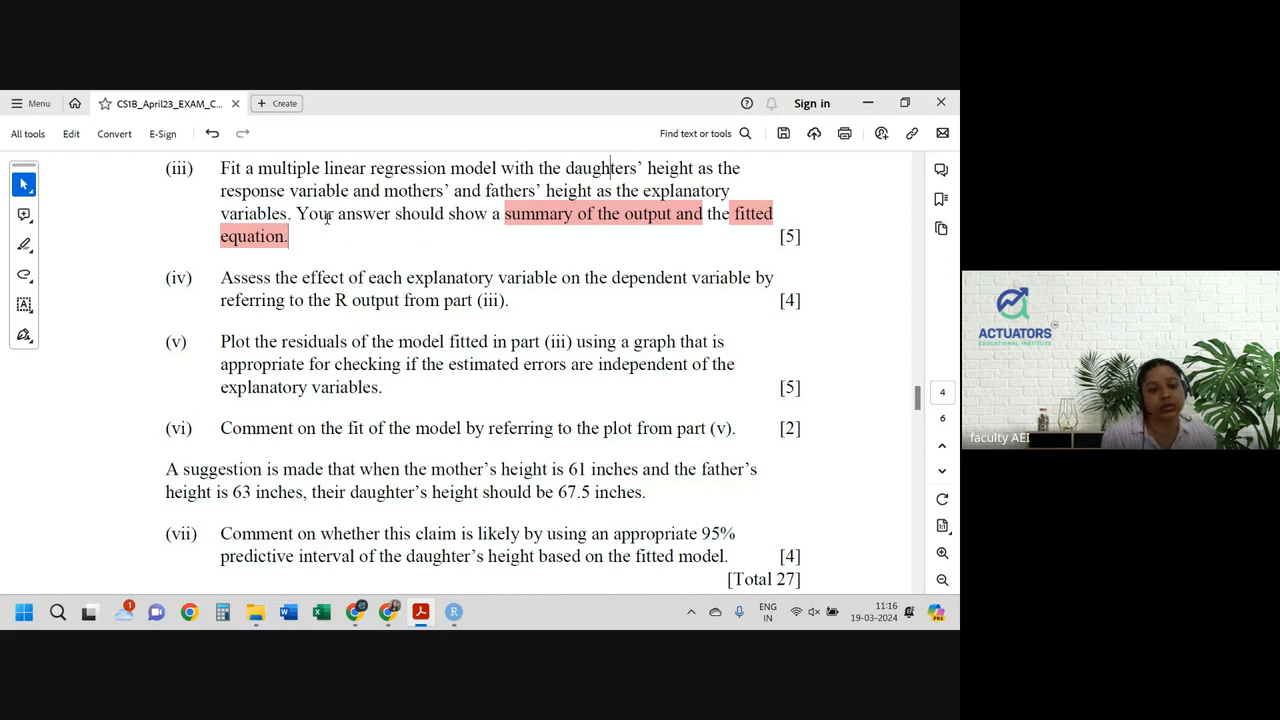 Menu
CS1B_April23_EXAM_C...
Create
Sign in
All tools
Edit
Convert
E-Sign
Find text or tools
(iii) Fit a multiple linear regression model with the daughters' height as the
response variable and mothers' and fathers' height as the explanatory
variables. Your answer should show a summary of the output and the fitted
equation. [5]
(iv) Assess the effect of each explanatory variable on the dependent variable by
referring to the R output from part (iii). [4]
(v) Plot the residuals of the model fitted in part (iii) using a graph that is
appropriate for checking if the estimated errors are independent of the
explanatory variables. [5]
(vi) Comment on the fit of the model by referring to the plot from part (v). [2]
A suggestion is made that when the mother's height is 61 inches and the father's
height is 63 inches, their daughter's height should be 67.5 inches.
(vii) Comment on whether this claim is likely by using an appropriate 95%
predictive interval of the daughter's height based on the fitted model. [4]
[Total 27]
4
6
ACTUATORS
EDUCATIONAL INSTITUTE
faculty AEI
1
ENG
IN
11:16
19-03-2024